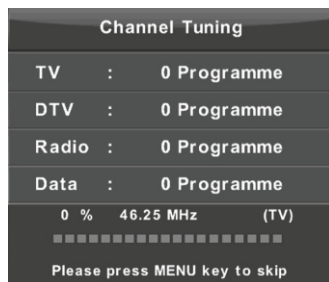 Channel Tuning
TV : 0 Programme
DTV : 0 Programme
Radio : 0 Programme
Data : 0 Programme
0 % 46.25 MHz (TV)
Please press MENU key to skip